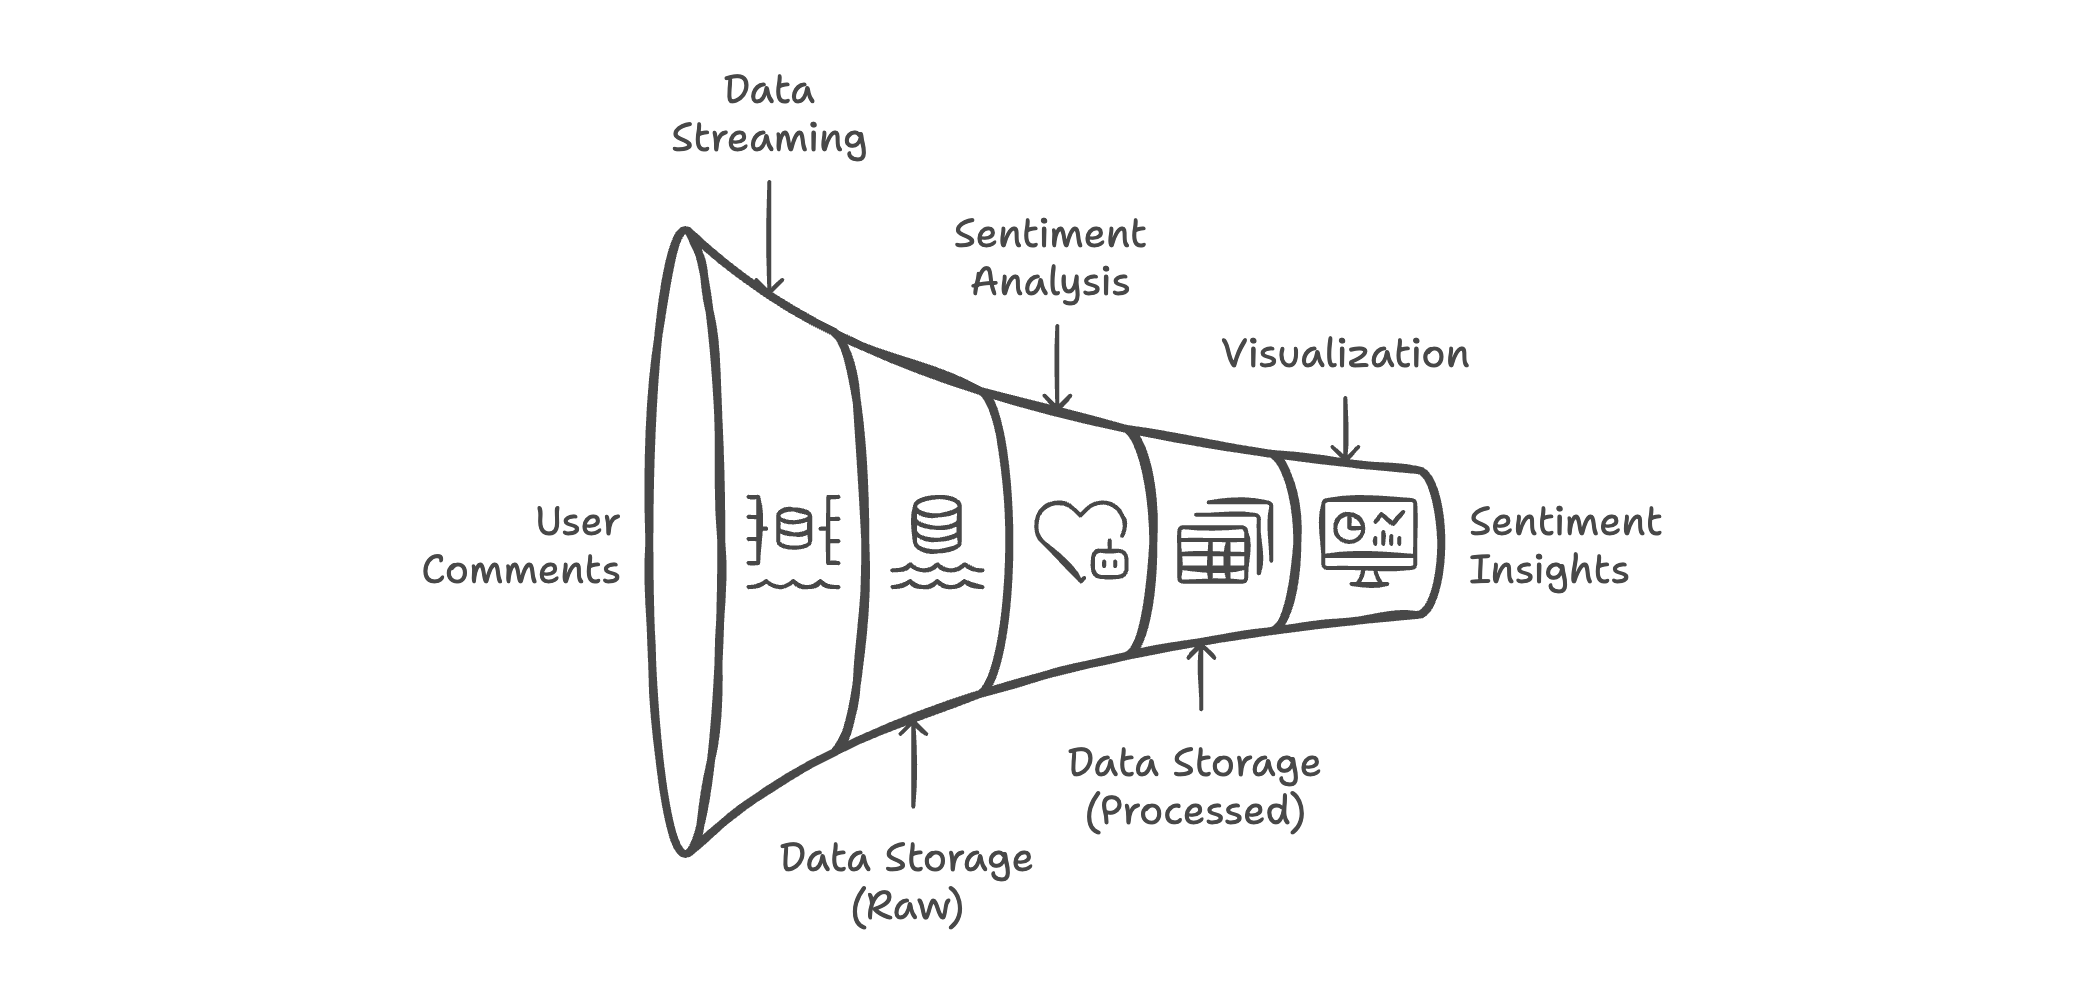 Data
Streaming
Sentiment
Analysis
Visualization
User
Comments
Sentiment
Insights
Data Storage
(Processed)
Data Storage
(Raw)